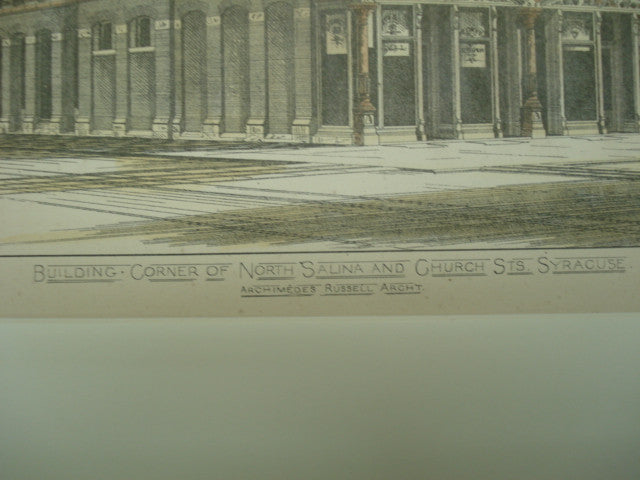 BUILDING · CORNER OF NORTH SALINA AND CHURCH STS. SYRACUSE
ARCHIMEDES RUSSELL ARCHT.